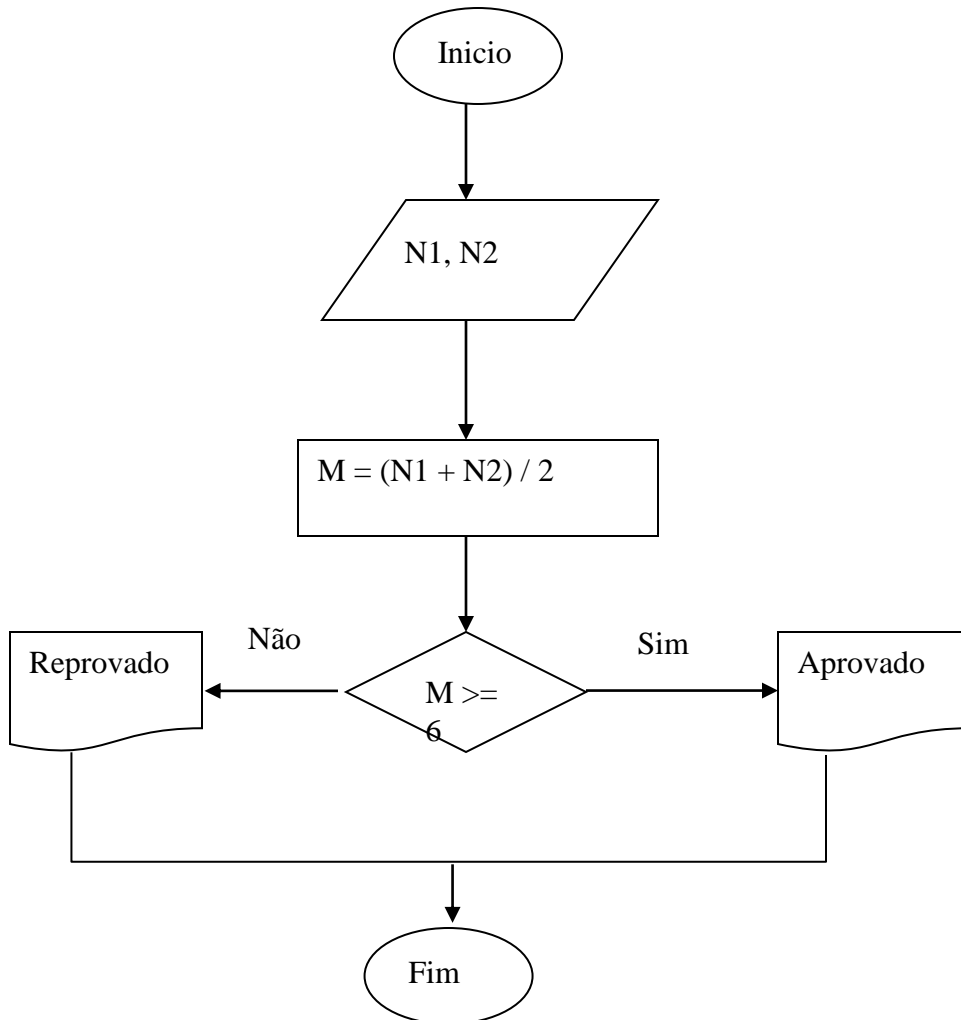 Inicio
N1, N2
M = (N1 + N2) / 2
Não
Sim
Reprovado
M >=
6
Aprovado
Fim